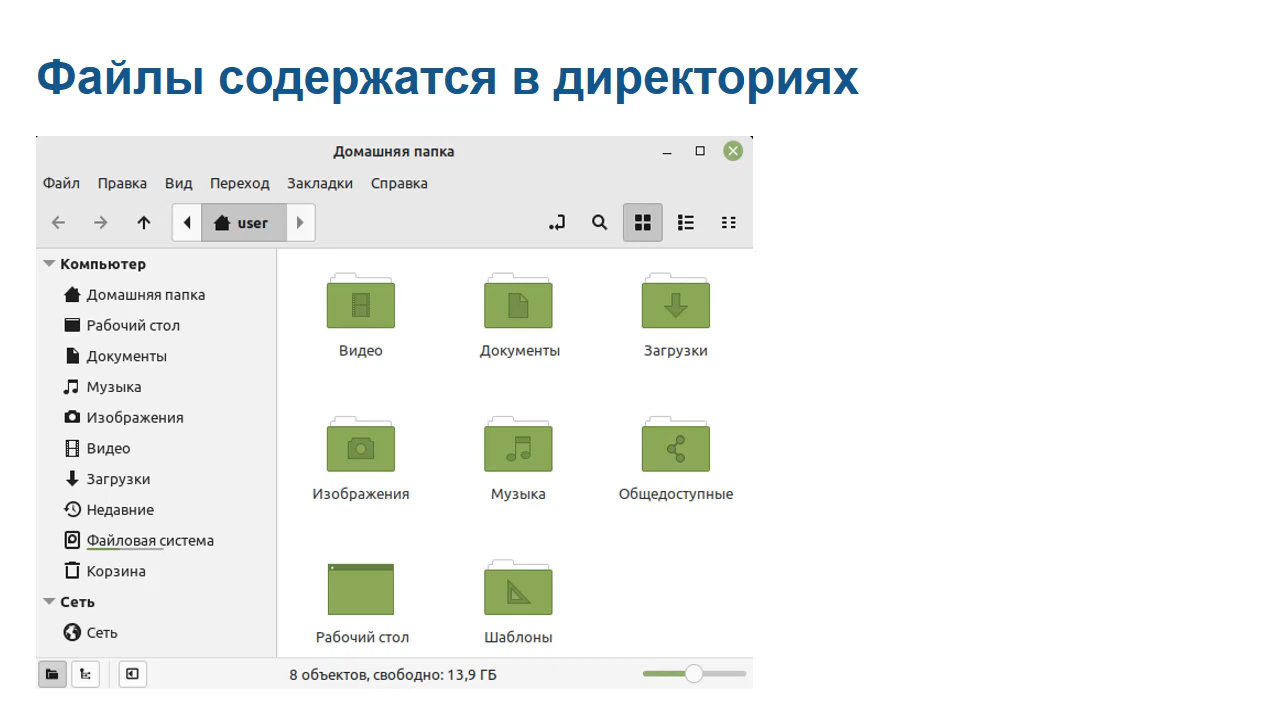 Файлы содержатся в директориях
Домашняя папка
Файл Правка Вид Переход Закладки Справка
user
Компьютер
Домашняя папка
Рабочий стол
Документы
Музыка
Изображения
Видео
Загрузки
Недавние
Файловая система
Корзина
Сеть
Сеть
Видео Документы Загрузки
Изображения Музыка Общедоступные
Рабочий стол Шаблоны
8 объектов, свободно: 13,9 ГБ